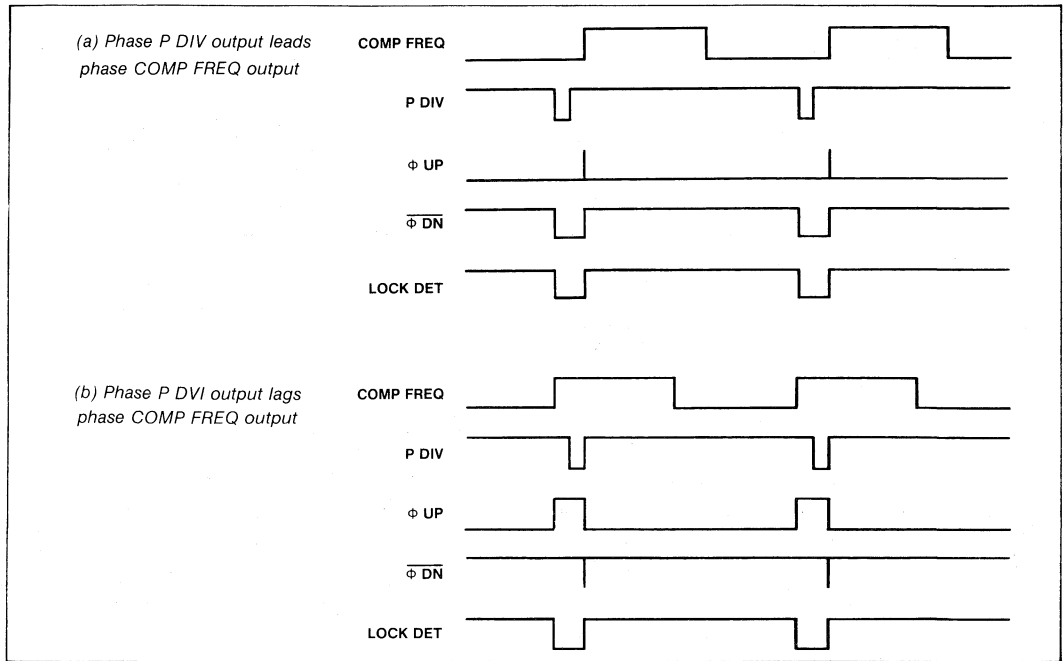 (a) Phase P DIV output leads
phase COMP FREQ output
COMP FREQ
P DIV
Φ UP
Φ DN
LOCK DET
(b) Phase P DVI output lags
phase COMP FREQ output
COMP FREQ
P DIV
Φ UP
Φ DN
LOCK DET